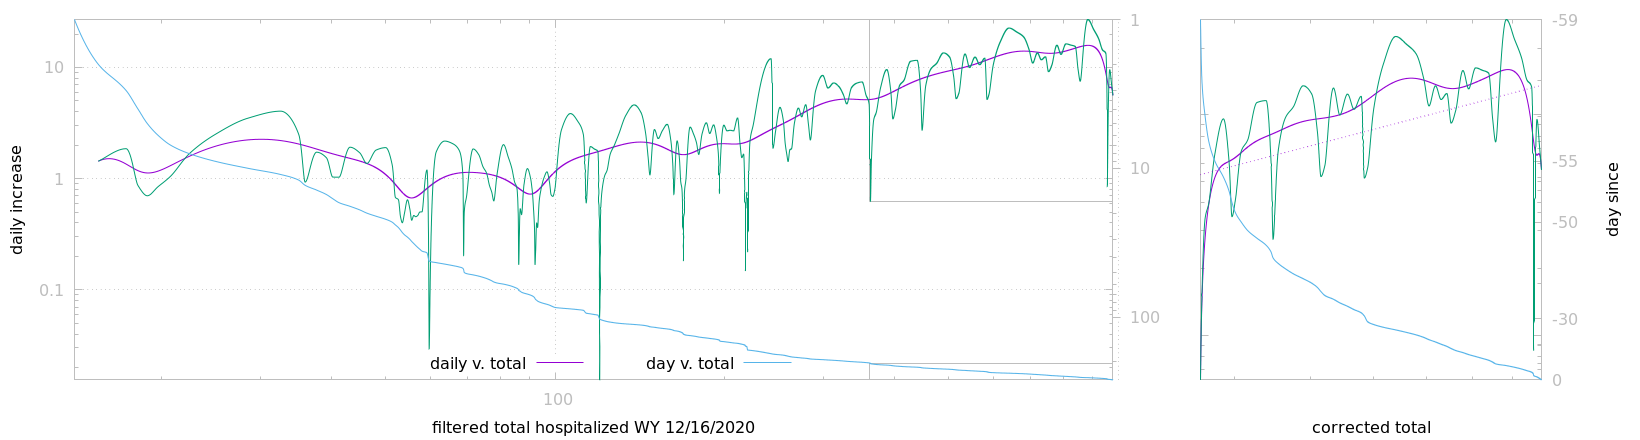 daily increase
10
1
0.1
1
10
100
daily v. total
day v. total
100
filtered total hospitalized WY 12/16/2020
-59
-55
-50
-30
0
day since
corrected total